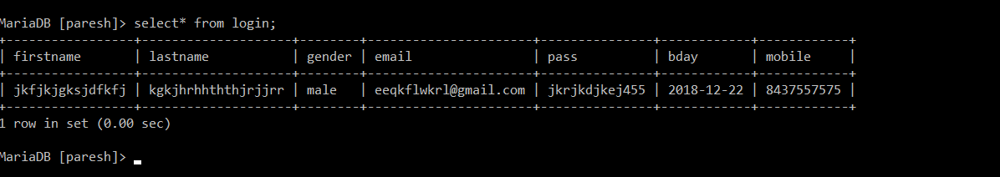 MariaDB [paresh]> select* from login;
+-----------------+--------------------+--------+----------------------+---------------+------------+------------+
| firstname       | lastname           | gender | email                | pass          | bday       | mobile     |
+-----------------+--------------------+--------+----------------------+---------------+------------+------------+
| jkfjkjgksjdfkfj | kgkjhrhhththjrjjrr | male   | eeqkflwkrl@gmail.com | jkrjkdjkej455 | 2018-12-22 | 8437557575 |
+-----------------+--------------------+--------+----------------------+---------------+------------+------------+
1 row in set (0.00 sec)
MariaDB [paresh]> _